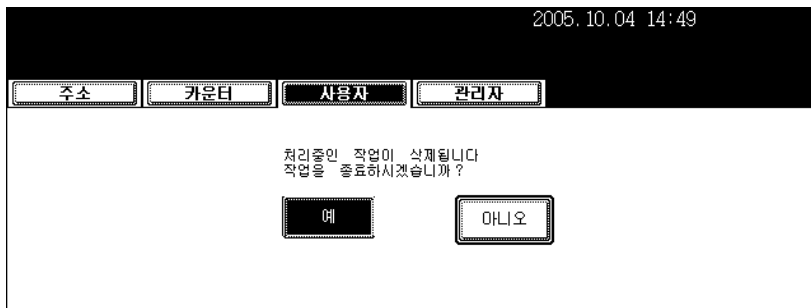 2005.10.04 14:49
주소 카운터 사용자 관리자
처리중인 작업이 삭제됩니다
작업을 종료하시겠습니까?
예 아니오